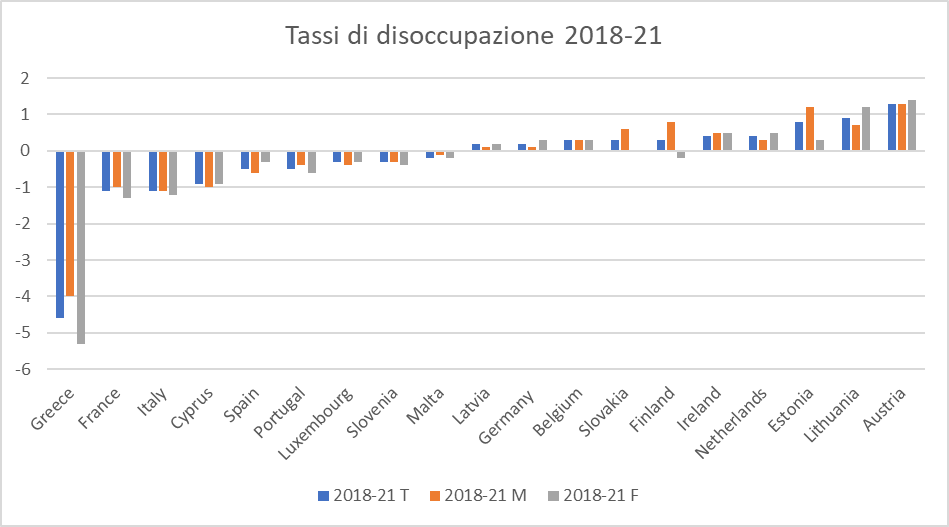 Tassi di disoccupazione 2018-21
2
1
0
-1
-2
-3
-4
-5
-6
Greece
France
Italy
Cyprus
Spain
Portugal
Luxembourg
Slovenia
Malta
Latvia
Germany
Belgium
Slovakia
Finland
Ireland
Netherlands
Estonia
Lithuania
Austria
2018-21 T
2018-21 M
2018-21 F